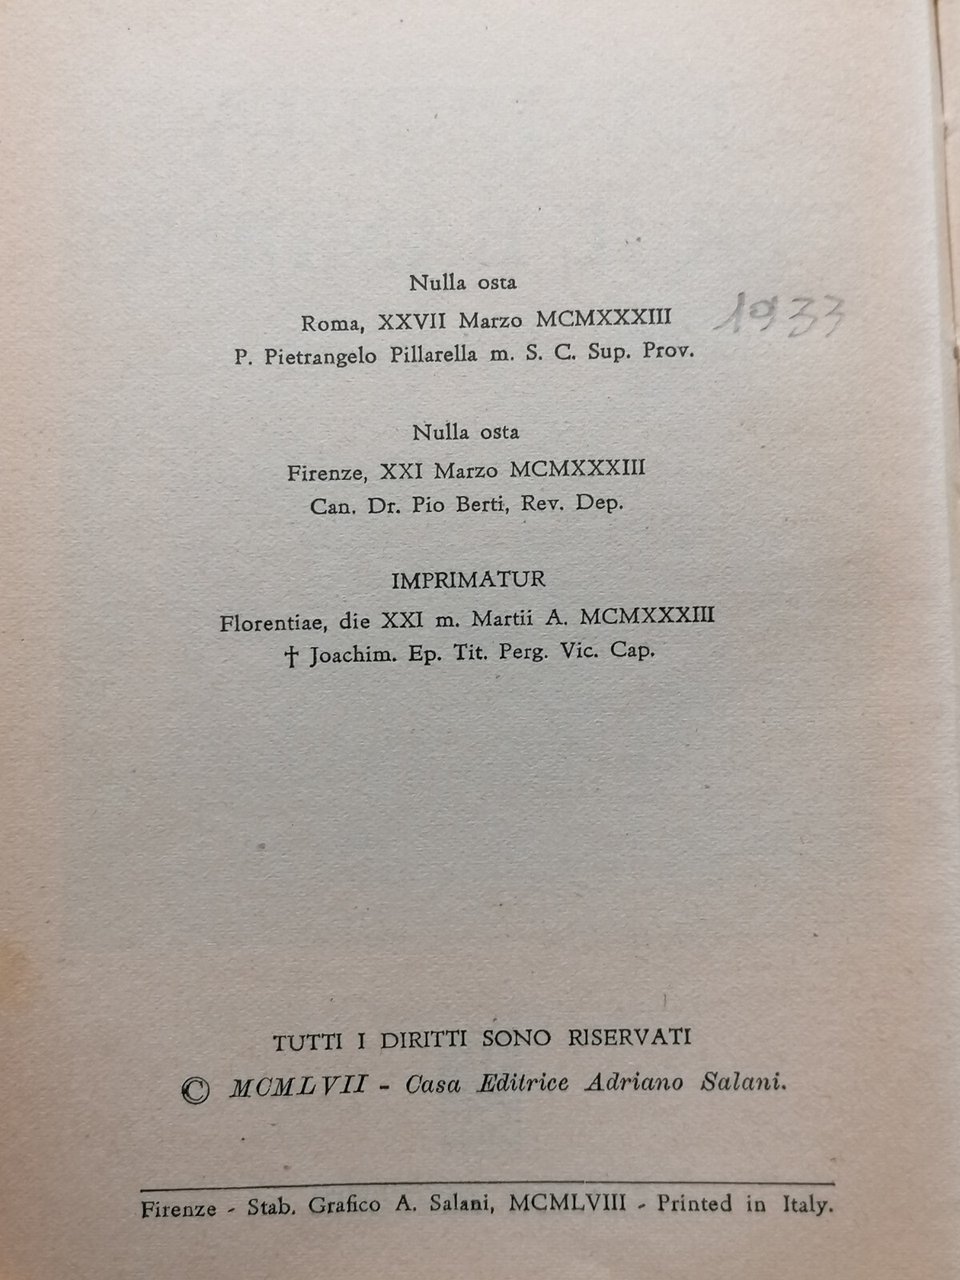 Nulla osta
Roma, XXVII Marzo MCMXXXIII 1933
P. Pietrangelo Pillarella m. S. C. Sup. Prov.
Nulla osta
Firenze, XXI Marzo MCMXXXIII
Can. Dr. Pio Berti, Rev. Dep.
IMPRIMATUR
Florentiae, die XXI m. Martii A. MCMXXXIII
† Joachim. Ep. Tit. Perg. Vic. Cap.
TUTTI I DIRITTI SONO RISERVATI
© MCMLVII - Casa Editrice Adriano Salani.
Firenze - Stab. Grafico A. Salani, MCMLVIII - Printed in Italy.